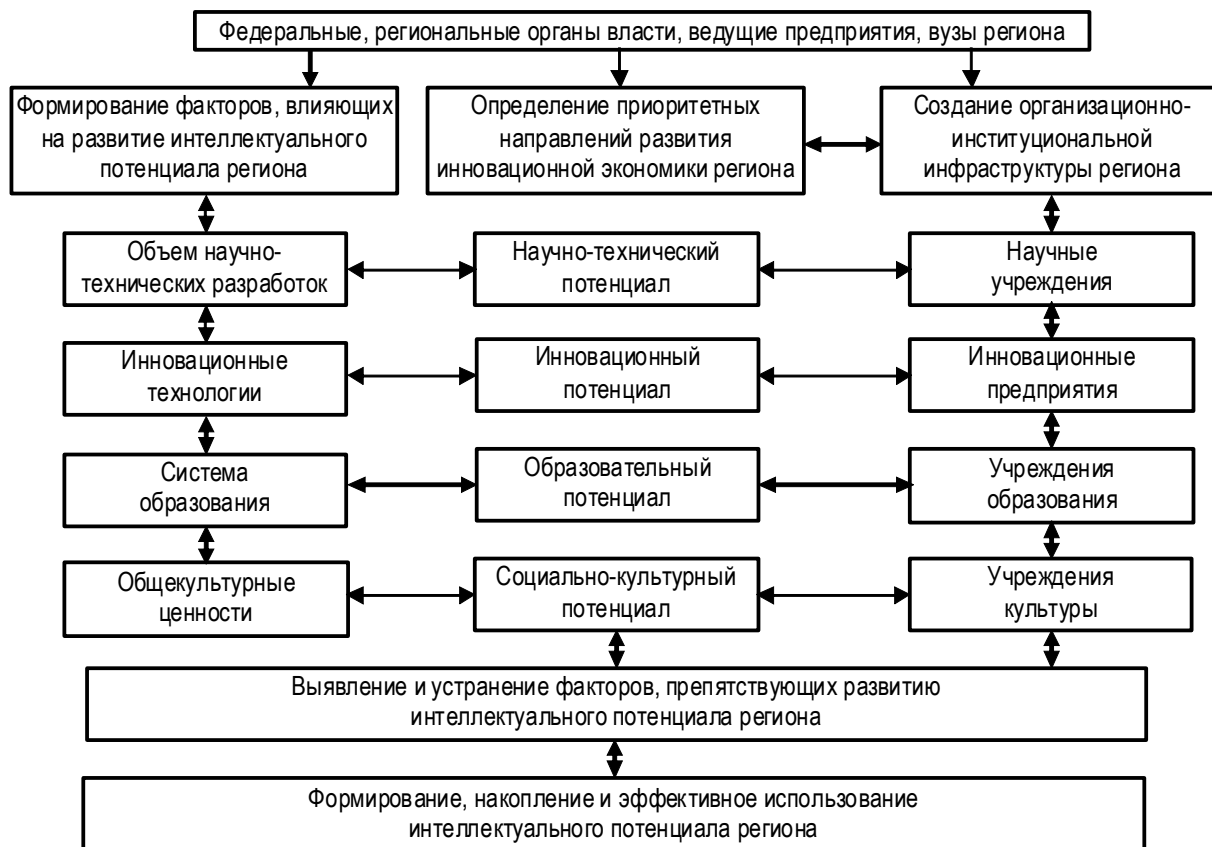 Федеральные, региональные органы власти, ведущие предприятия, вузы региона
Формирование факторов, влияющих
на развитие интеллектуального
потенциала региона
Определение приоритетных
направлений развития
инновационной экономики региона
Создание организационно-
институциональной
инфраструктуры региона
Объем научно-
технических разработок
Научно-технический
потенциал
Научные
учреждения
Инновационные
технологии
Инновационный
потенциал
Инновационные
предприятия
Система
образования
Образовательный
потенциал
Учреждения
образования
Общекультурные
ценности
Социально-культурный
потенциал
Учреждения
культуры
Выявление и устранение факторов, препятствующих развитию
интеллектуального потенциала региона
Формирование, накопление и эффективное использование
интеллектуального потенциала региона